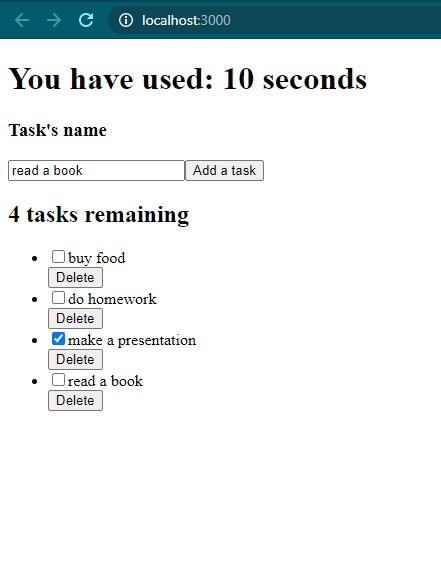 localhost:3000
You have used: 10 seconds
Task's name
read a book Add a task
4 tasks remaining
buy food
Delete
do homework
Delete
make a presentation
Delete
read a book
Delete